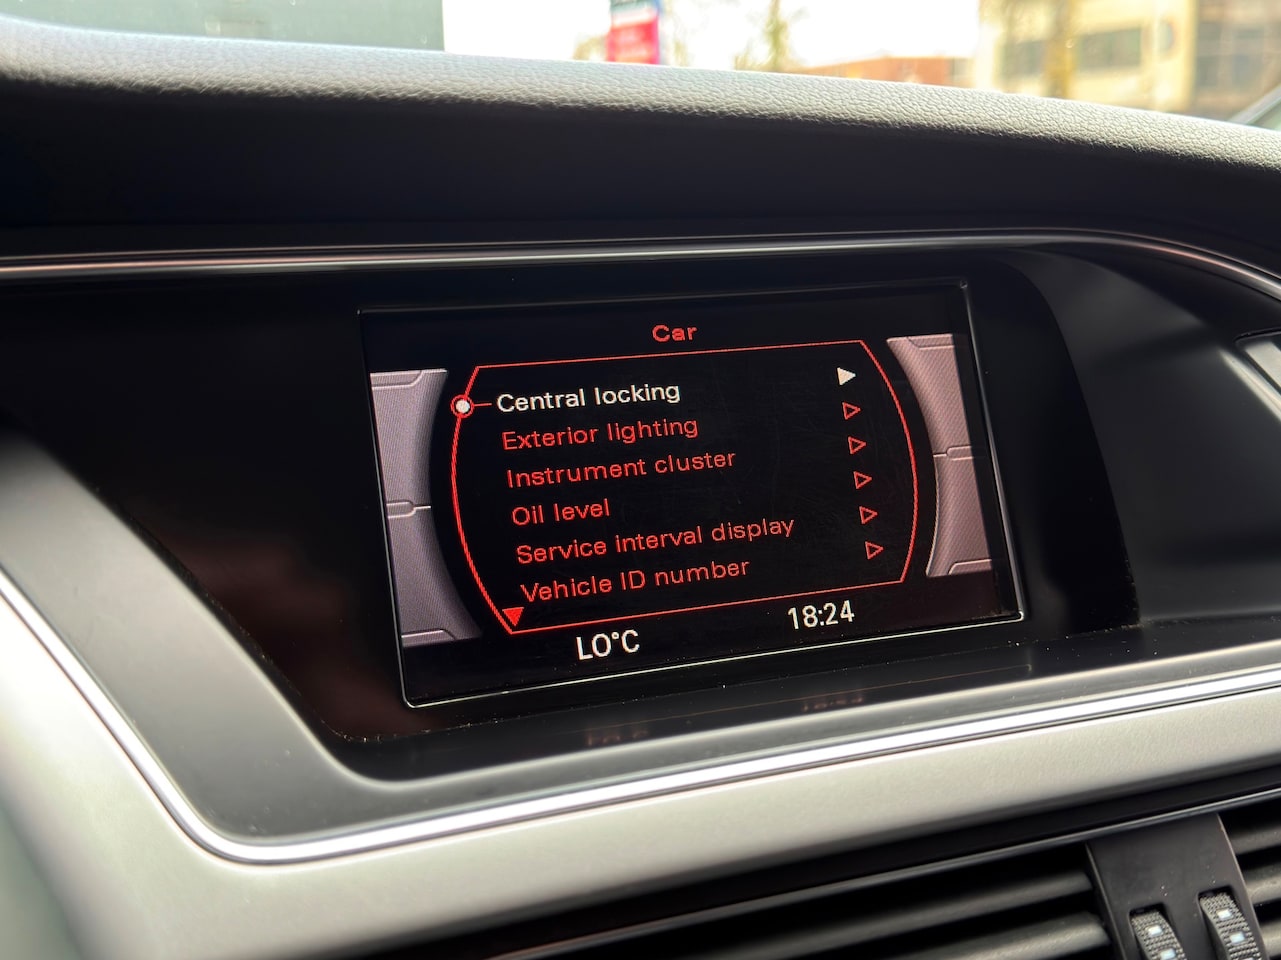 Car
Central locking
Exterior lighting
Instrument cluster
Oil level
Service interval display
Vehicle ID number
LO°C 18:24